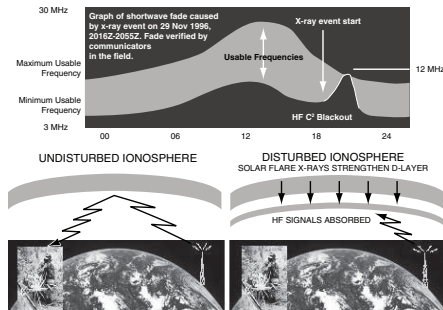 30 MHz
Graph of shortwave fade caused
by x-ray event on 29 Nov 1996,
2016Z-2055Z. Fade verified by
communicators
in the field.
X-ray event start
Usable Frequencies
Maximum Usable
Frequency
12 MHz
Minimum Usable
Frequency
HF C² Blackout
3 MHz
00 06 12 18 24
UNDISTURBED IONOSPHERE
DISTURBED IONOSPHERE
SOLAR FLARE X-RAYS STRENGTHEN D-LAYER
HF SIGNALS ABSORBED